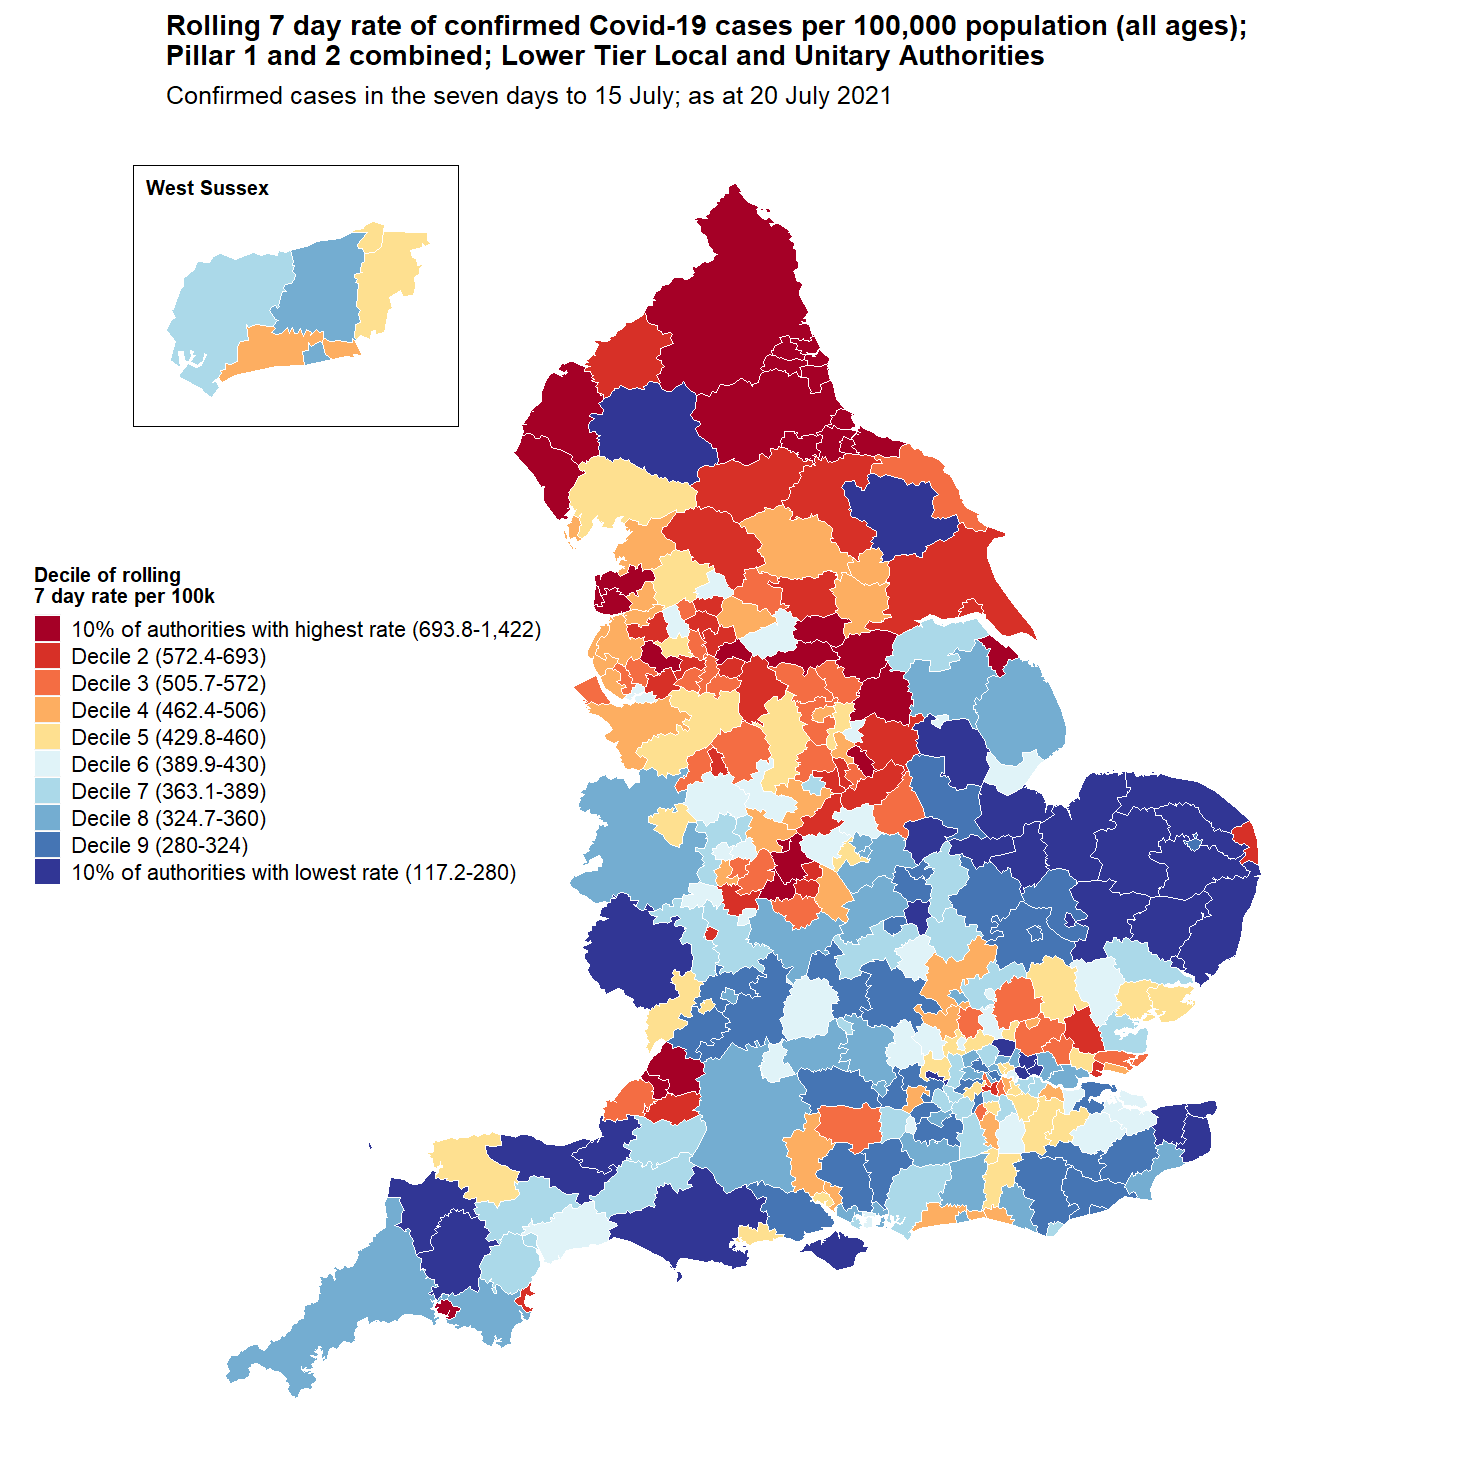 Rolling 7 day rate of confirmed Covid-19 cases per 100,000 population (all ages);
Pillar 1 and 2 combined; Lower Tier Local and Unitary Authorities
Confirmed cases in the seven days to 15 July; as at 20 July 2021
West Sussex
Decile of rolling
7 day rate per 100k
10% of authorities with highest rate (693.8-1,422)
Decile 2 (572.4-693)
Decile 3 (505.7-572)
Decile 4 (462.4-506)
Decile 5 (429.8-460)
Decile 6 (389.9-430)
Decile 7 (363.1-389)
Decile 8 (324.7-360)
Decile 9 (280-324)
10% of authorities with lowest rate (117.2-280)